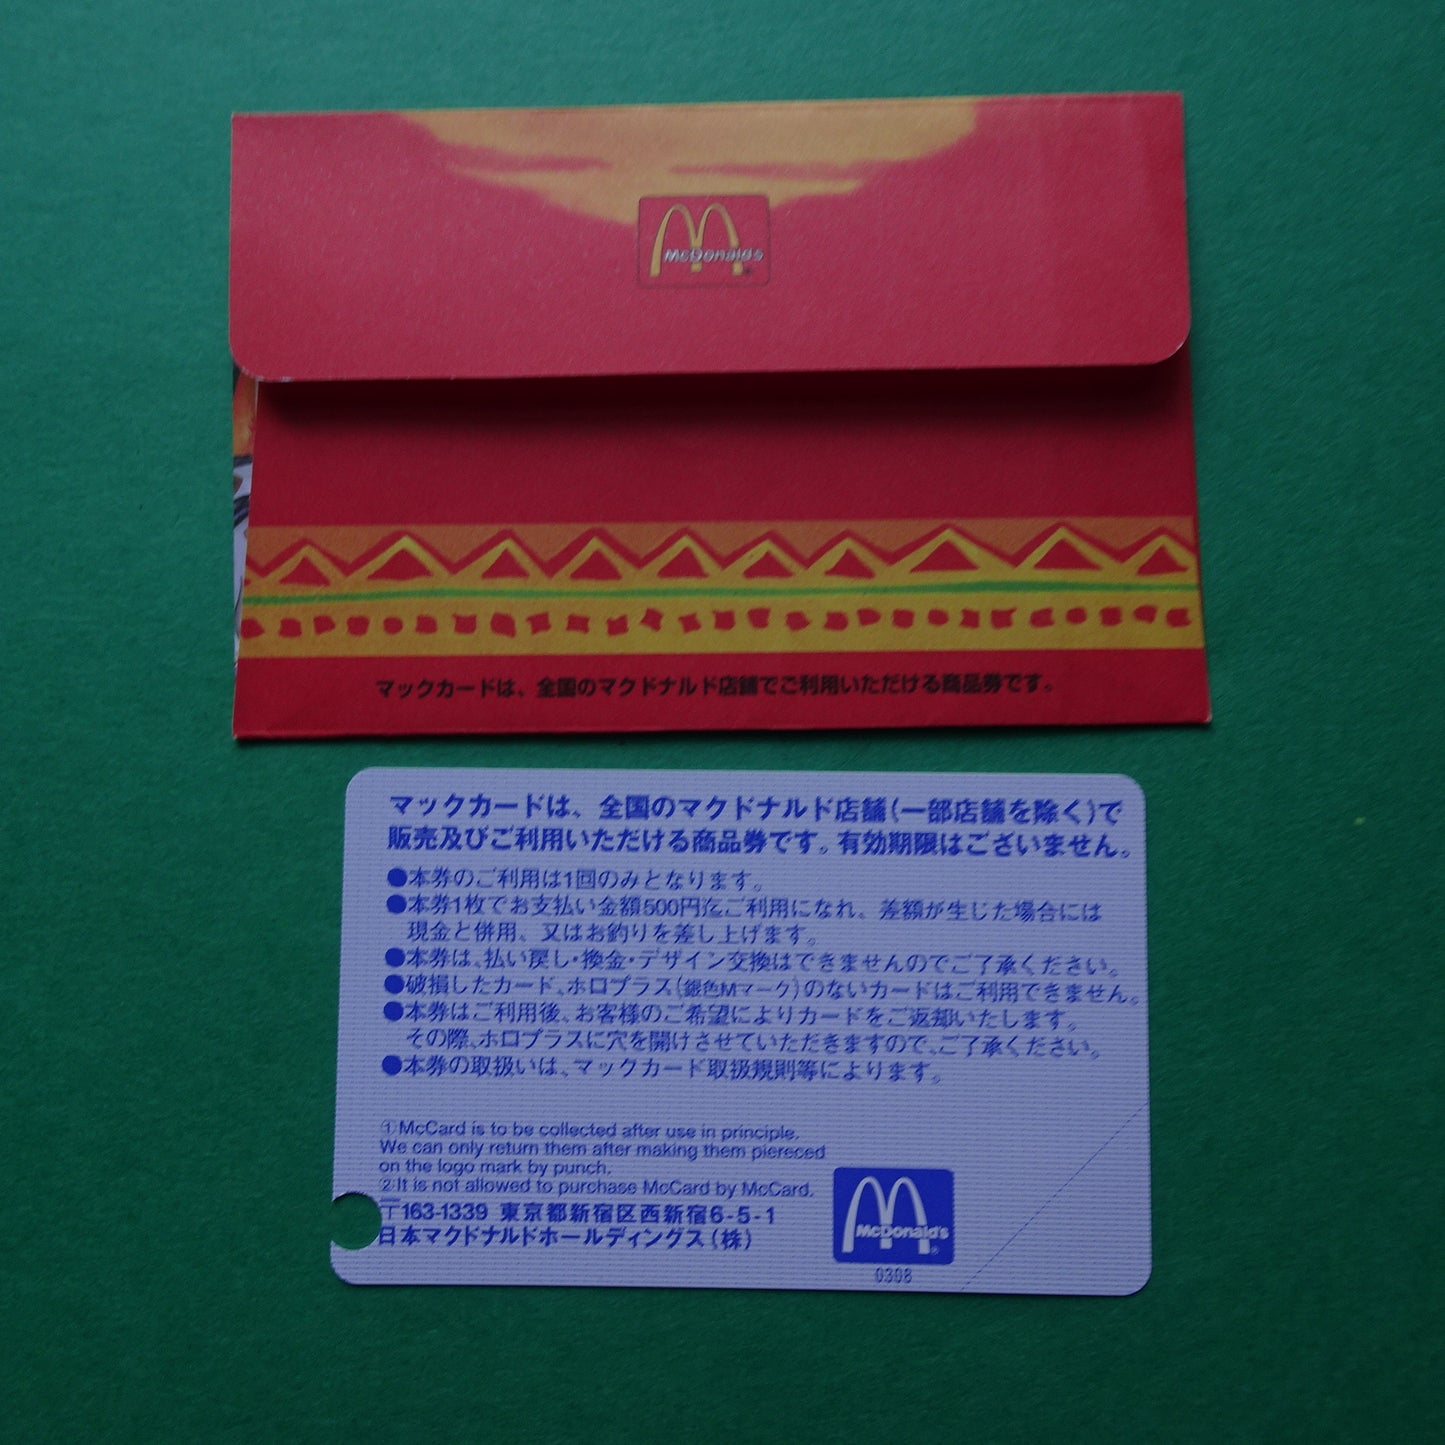 McDonald's
マックカードは、全国のマクドナルド店舗でご利用いただける商品券です。
マックカードは、全国のマクドナルド店舗(一部店舗を除く)で
販売及びご利用いただける商品券です。有効期限はございません。
●本券のご利用は1回のみとなります。
●本券1枚でお支払い金額500円迄ご利用になれ、差額が生じた場合には
現金と併用、又はお釣りを差し上げます。
●本券は、払い戻し・換金・デザイン交換はできませんのでご了承ください。
●破損したカード、ホロプラス(銀色Mマーク)のないカードはご利用できません。
●本券はご利用後、お客様のご希望によりカードをご返却いたします。
その際、ホロプラスに穴を開けさせていただきますので、ご了承ください。
●本券の取扱いは、マックカード取扱規則等によります。
①McCard is to be collected after use in principle.
We can only return them after making them piereced
on the logo mark by punch.
②It is not allowed to purchase McCard by McCard.
〒163-1339 東京都新宿区西新宿6-5-1
日本マクドナルドホールディングス(株)
McDonald's
®
0308